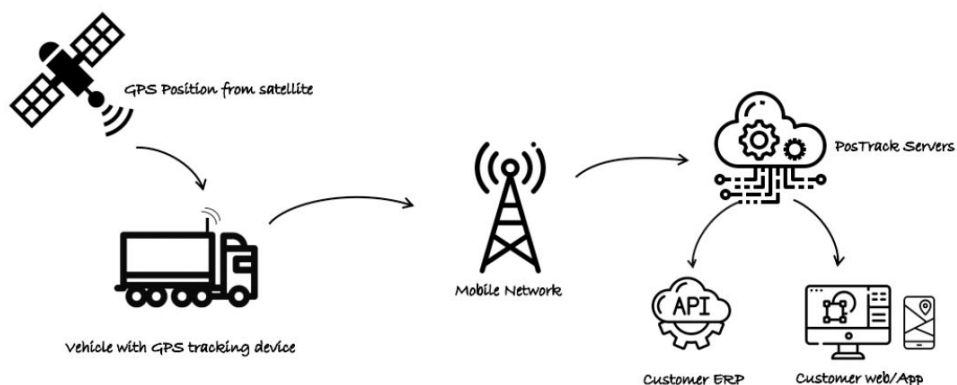 GPS Position from satellite
PosTrack Servers
Mobile Network
API
Vehicle with GPS tracking device
Customer ERP
Customer web/App